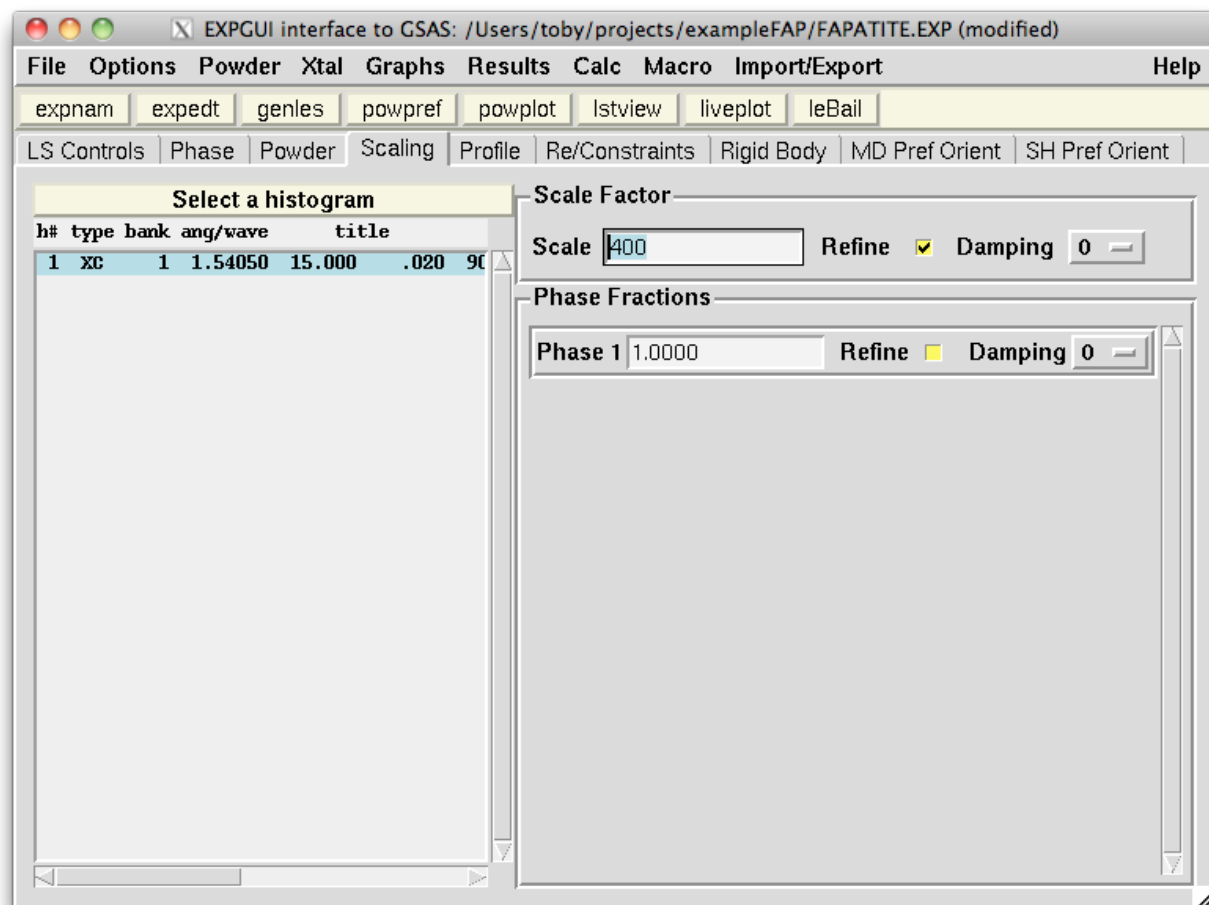 X EXPGUI interface to GSAS: /Users/toby/projects/exampleFAP/FAPATITE.EXP (modified)
File Options Powder Xtal Graphs Results Calc Macro Import/Export Help
expnam expedt genles powpref powplot lstview liveplot leBail
LS Controls Phase Powder Scaling Profile Re/Constraints Rigid Body MD Pref Orient SH Pref Orient
Select a histogram
h# type bank ang/wave title
1 XC 1 1.54050 15.000 .020 90
Scale Factor
Scale 400 Refine Damping 0
Phase Fractions
Phase 1 1.0000 Refine Damping 0